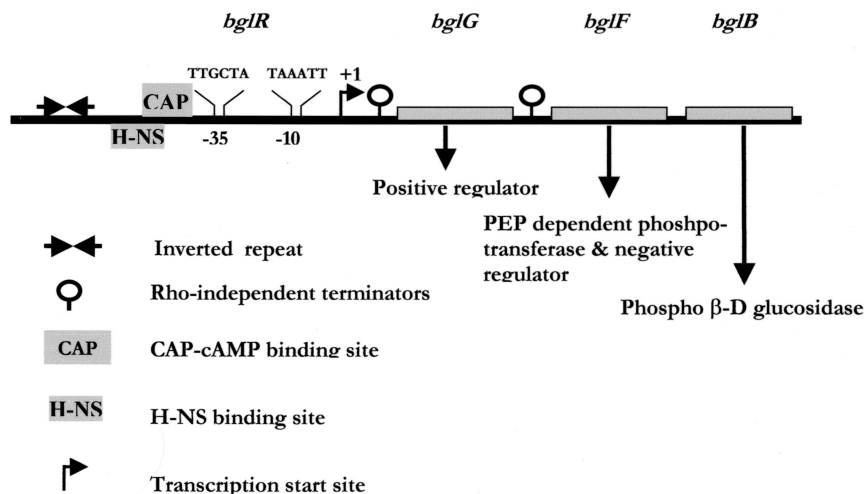 bglR bglG bglF bglB
TTGCTA TAAATT +1
CAP
H-NS -35 -10
Positive regulator
PEP dependent phoshpo-
transferase & negative
regulator
Phospho β-D glucosidase
Inverted repeat
Rho-independent terminators
CAP CAP-cAMP binding site
H-NS H-NS binding site
Transcription start site